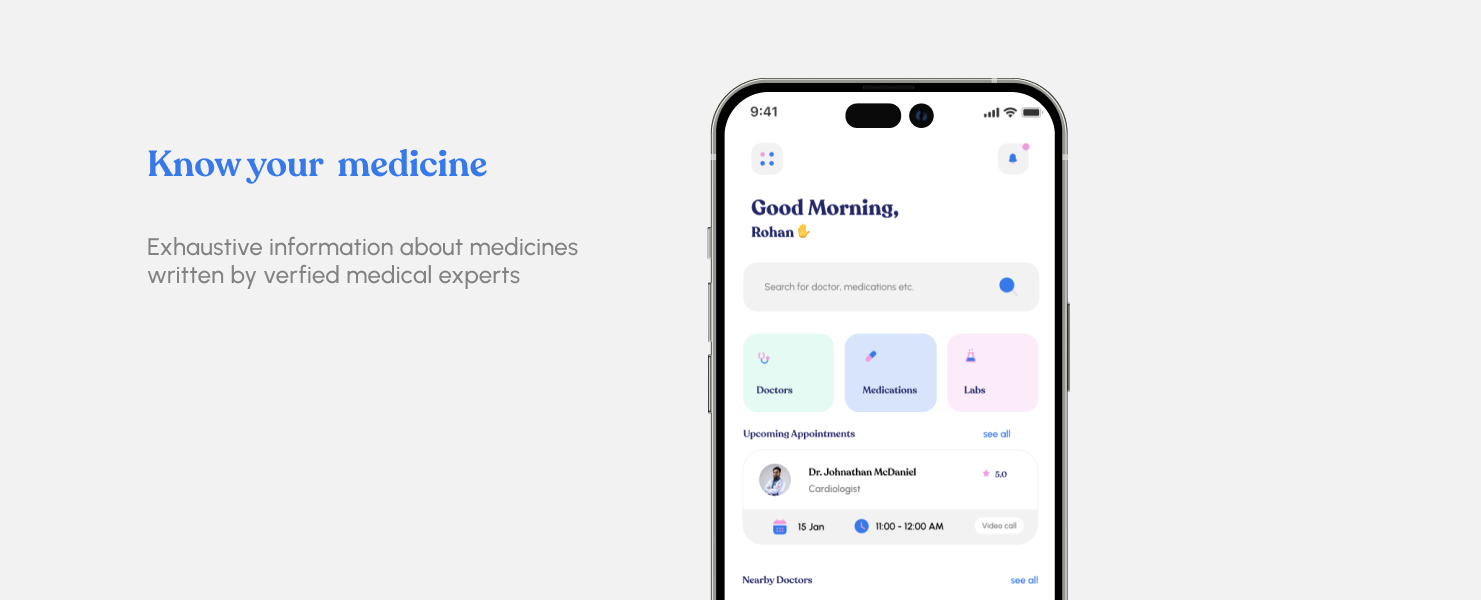 Know your medicine
Exhaustive information about medicines
written by verfied medical experts
9:41
Good Morning,
Rohan ✋
Search for doctor, medications etc.
Doctors
Medications
Labs
Upcoming Appointments
see all
Dr. Johnathan McDaniel
5.0
Cardiologist
15 Jan
11:00 - 12:00 AM
Video call
Nearby Doctors
see all